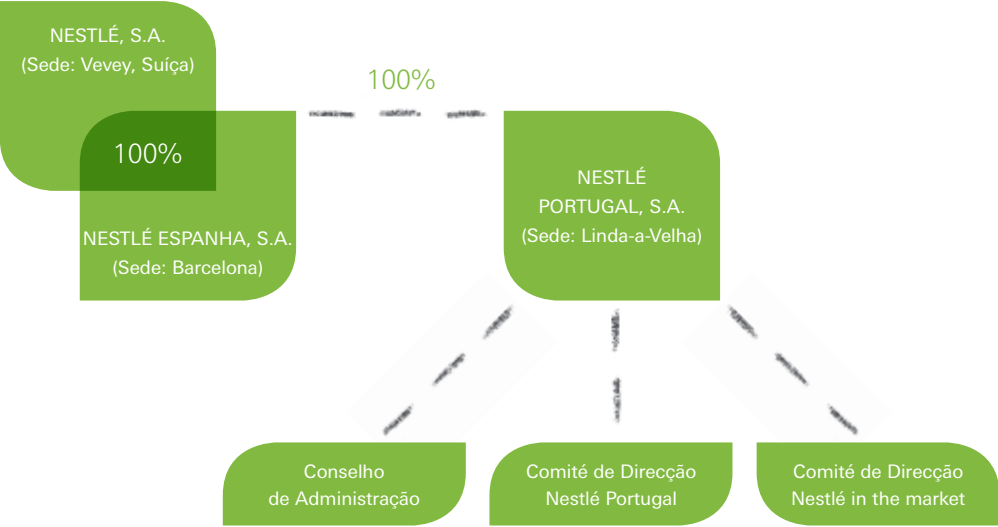 NESTLÉ, S.A.
(Sede: Vevey, Suíça)
100%
100%
NESTLÉ ESPANHA, S.A.
(Sede: Barcelona)
NESTLÉ
PORTUGAL, S.A.
(Sede: Linda-a-Velha)
Conselho
de Administração
Comité de Direcção
Nestlé Portugal
Comité de Direcção
Nestlé in the market